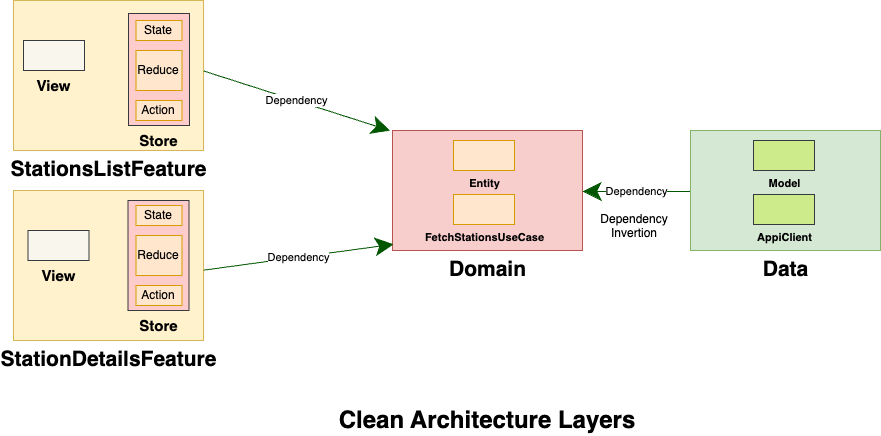 State
Reduce
Action
View
Store
StationsListFeature
Dependency
State
Reduce
Action
View
Store
StationDetailsFeature
Dependency
Entity
FetchStationsUseCase
Domain
Dependency
Dependency
Invertion
Model
AppiClient
Data
Clean Architecture Layers